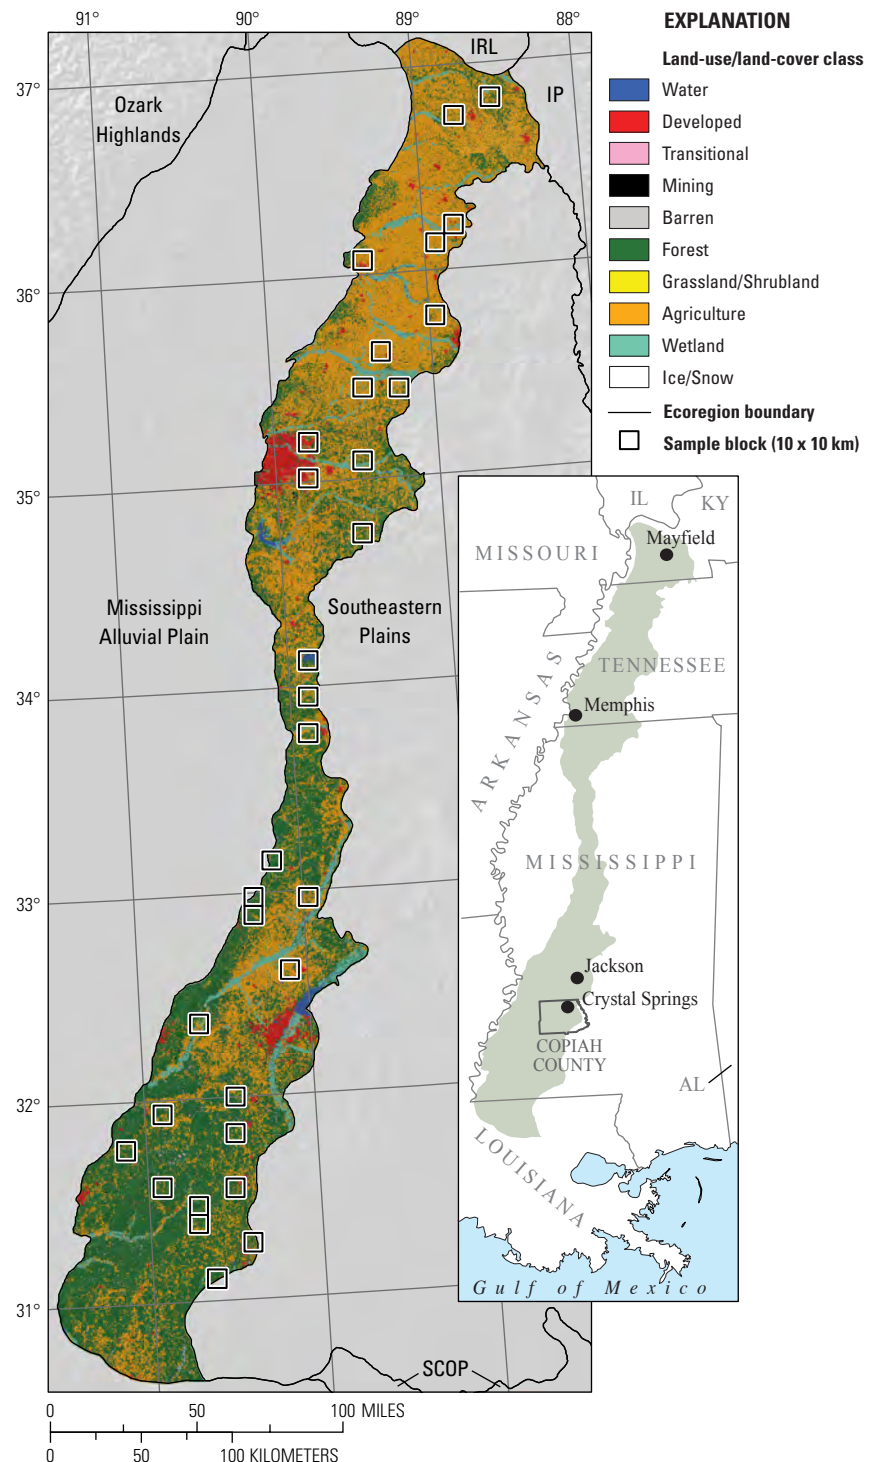 91°
90°
89°
88°
37°
36°
35°
34°
33°
32°
31°
IRL
IP
Ozark
Highlands
Mississippi
Alluvial Plain
Southeastern
Plains
SCOP
0
50
100 MILES
0
50
100 KILOMETERS
EXPLANATION
Land-use/land-cover class
Water
Developed
Transitional
Mining
Barren
Forest
Grassland/Shrubland
Agriculture
Wetland
Ice/Snow
Ecoregion boundary
Sample block (10 x 10 km)
IL
KY
MISSOURI
Mayfield
TENNESSEE
ARKANSAS
Memphis
MISSISSIPPI
Jackson
Crystal Springs
COPIAH
COUNTY
AL
LOUISIANA
Gulf of Mexico